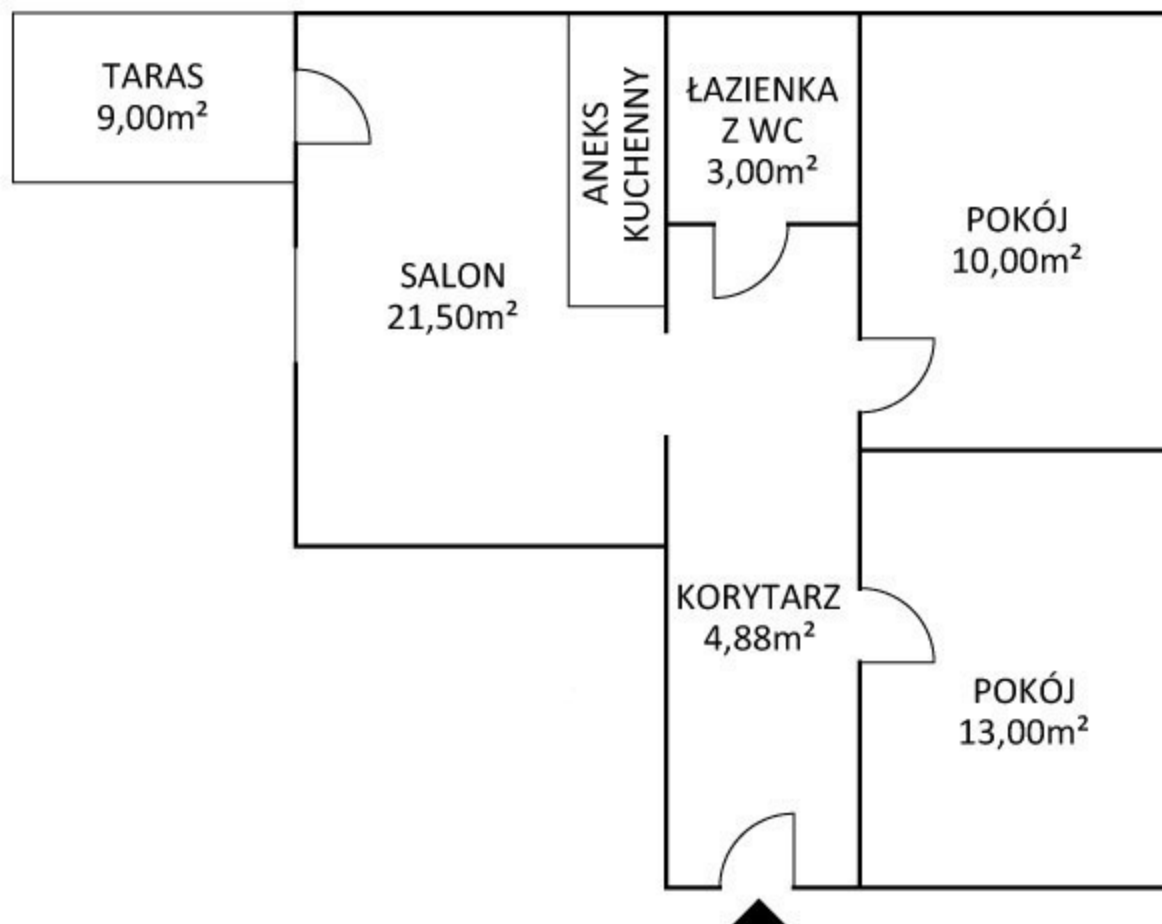 TARAS
9,00m²
ANEKS
KUCHENNY
ŁAZIENKA
Z WC
3,00m²
POKÓJ
10,00m²
SALON
21,50m²
KORYTARZ
4,88m²
POKÓJ
13,00m²